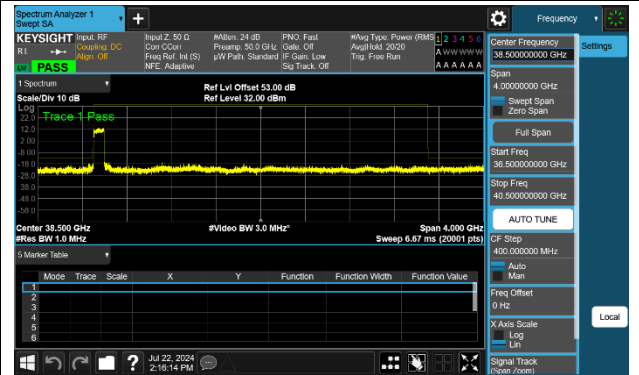 Spectrum Analyzer 1
Swept SA
Frequency
KEYSIGHT
R1
PASS
Input: RF
Coupling: DC
Align: Off
Input Z: 50 Ω
Corr CCorr
Freq Ref: Int (S)
NFE: Adaptive
#Atten: 24 dB
Preamp: 50.0 GHz
µW Path: Standard
PNO: Fast
Gate: Off
IF Gain: Low
Sig Track: Off
#Avg Type: Power (RMS
Avg|Hold: 20/20
Trig: Free Run
1 2 3 4 5 6
A W W W W W
A A A A A A
1 Spectrum
Scale/Div 10 dB
Ref Lvl Offset 53.00 dB
Ref Level 32.00 dBm
Log
Trace 1 Pass
22.0
12.0
2.00
-8.00
-18.0
-28.0
-38.0
-48.0
-58.0
Center 38.500 GHz
#Res BW 1.0 MHz
#Video BW 3.0 MHz*
Span 4.000 GHz
Sweep 6.67 ms (20001 pts)
5 Marker Table
Mode Trace Scale X Y Function Function Width Function Value
1
2
3
4
5
6
Jul 22, 2024
2:16:14 PM
Center Frequency
38.500000000 GHz
Settings
Span
4.00000000 GHz
Swept Span
Zero Span
Full Span
Start Freq
36.500000000 GHz
Stop Freq
40.500000000 GHz
AUTO TUNE
CF Step
400.000000 MHz
Auto
Man
Freq Offset
0 Hz
X Axis Scale
Log
Lin
Signal Track
(Span Zoom)
Local